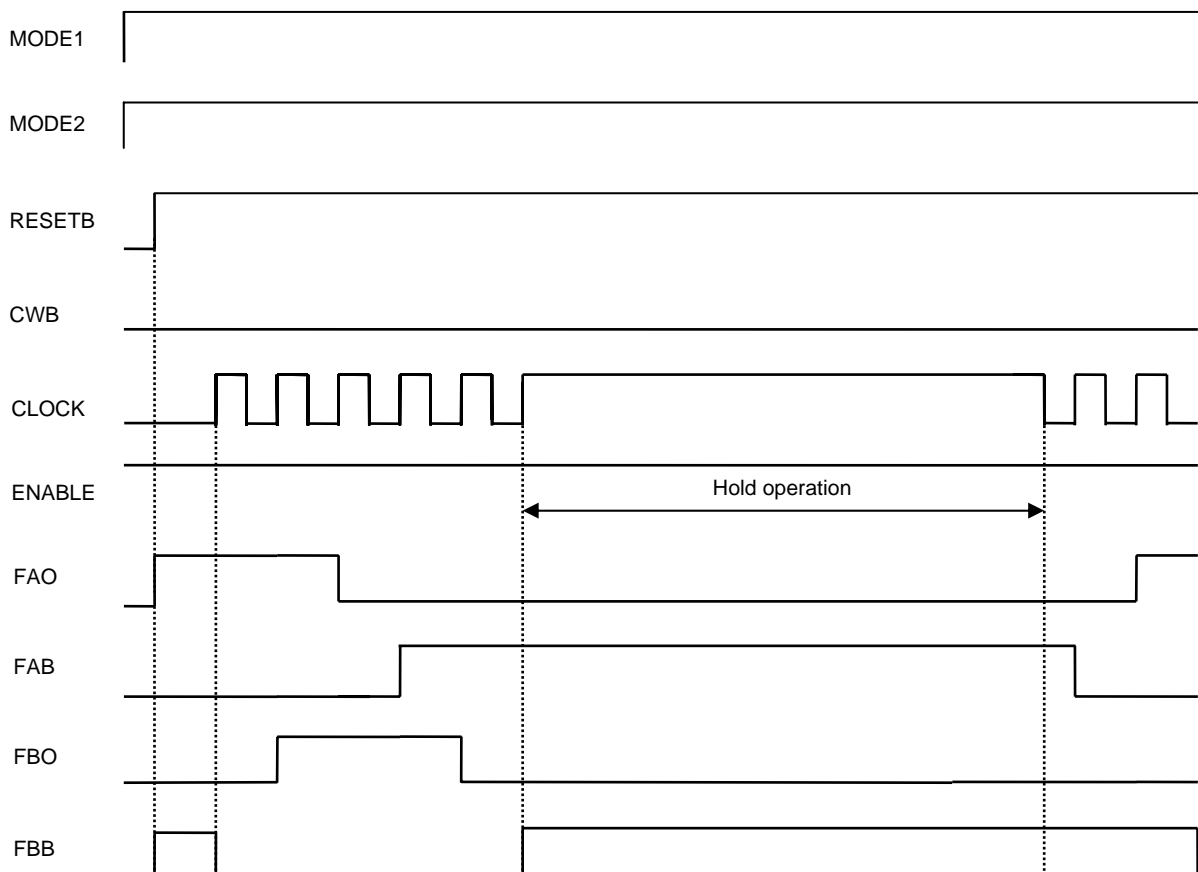 MODE1
MODE2
RESETB
CWB
CLOCK
ENABLE
Hold operation
FAO
FAB
FBO
FBB